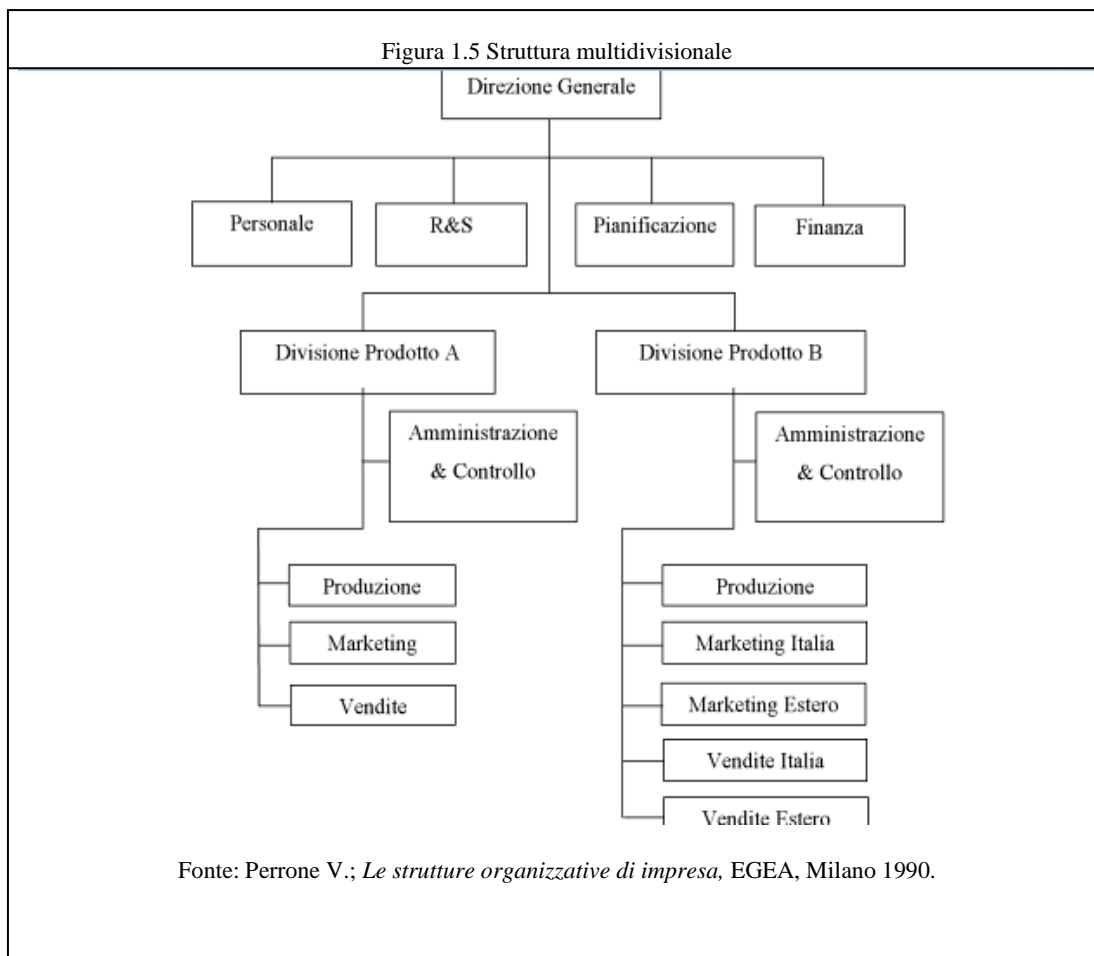 Figura 1.5 Struttura multidivisionale
Direzione Generale
Personale
R&S
Pianificazione
Finanza
Divisione Prodotto A
Divisione Prodotto B
Amministrazione
& Controllo
Amministrazione
& Controllo
Produzione
Marketing
Vendite
Produzione
Marketing Italia
Marketing Estero
Vendite Italia
Vendite Estero
Fonte: Perrone V.; Le strutture organizzative di impresa, EGEA, Milano 1990.